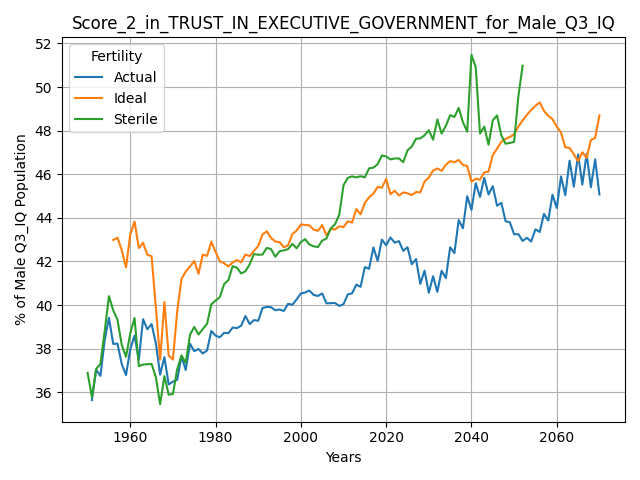 Score_2_in_TRUST_IN_EXECUTIVE_GOVERNMENT_for_Male_Q3_IQ
Fertility
Actual
Ideal
Sterile
% of Male Q3_IQ Population
52
50
48
46
44
42
40
38
36
1960 1980 2000 2020 2040 2060
Years